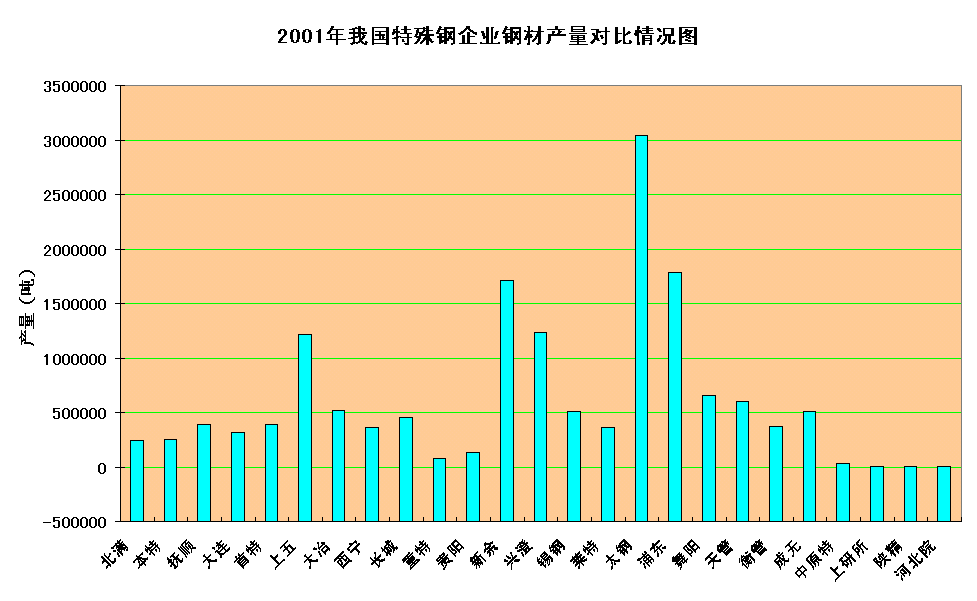 2001年我国特殊钢企业钢材产量对比情况图
产量（吨）
3500000
3000000
2500000
2000000
1500000
1000000
500000
0
-500000
北满
本特
抚顺
大连
首特
上五
大冶
西宁
长城
重特
贵阳
新余
兴澄
锡钢
莱特
太钢
浦东
舞阳
天管
衡管
成无
中原特
上研所
陕精
河北院